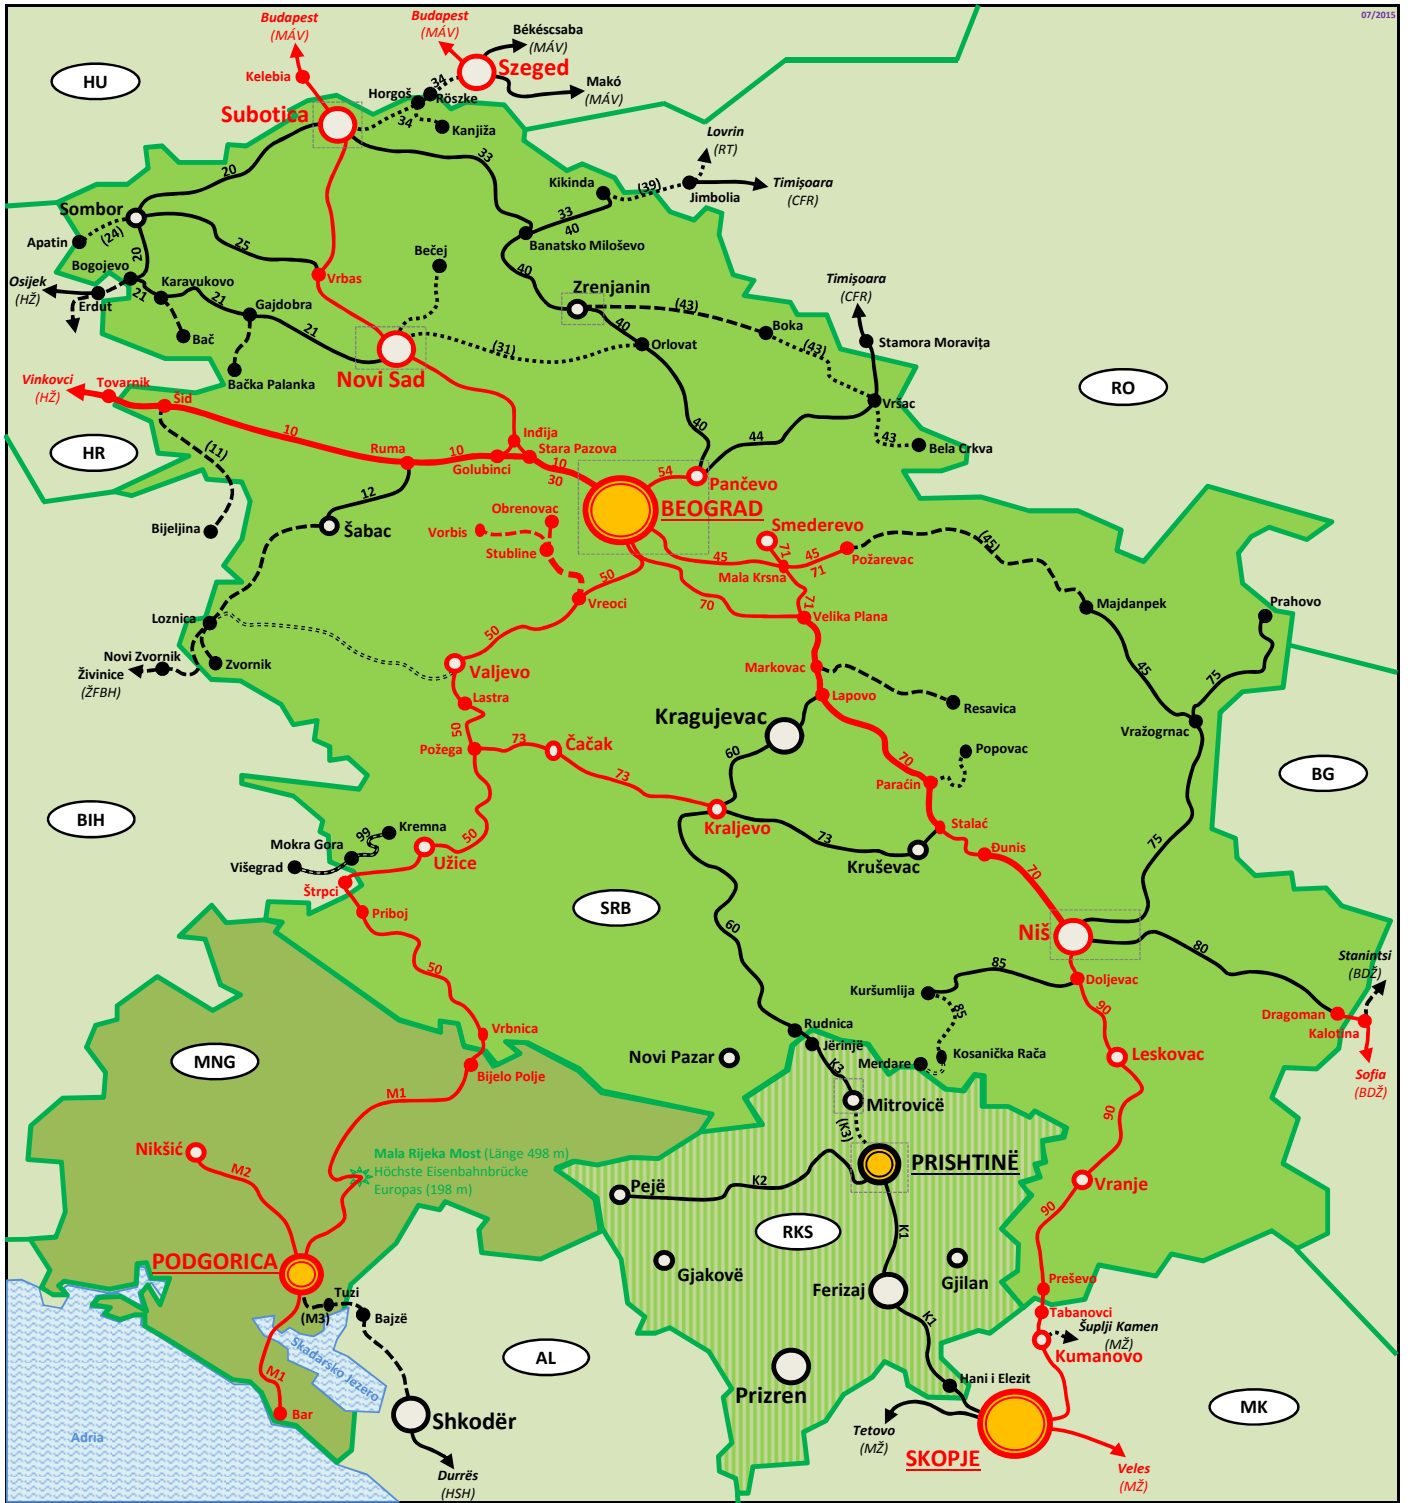 07/2015
Budapest
(MÁV)
Budapest
(MÁV)
Békéscsaba
(MÁV)
Szeged
HU
Kelebia
Horgoš
34
Röszke
Makó
(MÁV)
Subotica
34
Kanjiža
Lovrin
(RT)
33
20
Kikinda
(39)
Jimbolia
Timişoara
(CFR)
Sombor
33
40
Banatsko Miloševo
Apatin
(24)
25
20
Bečej
Bogojevo
Karavukovo
Vrbas
40
Osijek
(HŽ)
Erdut
21
21
Gajdobra
Zrenjanin
(43)
Timişoara
(CFR)
Bač
21
40
Boka
Stamora Moraviţa
(31)
Orlovat
(43)
Bačka Palanka
Novi Sad
Vinkovci
(HŽ)
Tovarnik
Šid
RO
Vršac
10
40
44
43
Bela Crkva
HR
(11)
Ruma
10
Inđija
Stara Pazova
Golubinci
10
30
54
Pančevo
12
Obrenovac
BEOGRAD
Bijeljina
Šabac
Vorbis
Stubline
Smederevo
71
45
45
Požarevac
(45)
Mala Krsna
71
50
Vreoci
70
71
Velika Plana
Majdanpek
Prahovo
Loznica
50
Novi Zvornik
Živinice
(ŽFBH)
Zvornik
Valjevo
Markovac
45
75
Lastra
Lapovo
Resavica
50
Kragujevac
Vražogrnac
Požega
73
Čačak
60
70
Popovac
73
Paraćin
BG
BIH
99
Kremna
50
Kraljevo
73
Stalać
Mokra Gora
Višegrad
Užice
Kruševac
Đunis
75
Štrpci
70
SRB
Priboj
60
Niš
80
50
85
Stanintsi
(BDŽ)
Doljevac
Kuršumlija
85
90
Dragoman
Kalotina
Vrbnica
Rudnica
Jërinjë
MNG
Novi Pazar
K3
Merdare
Kosanička Rača
Leskovac
Bijelo Polje
Sofia
(BDŽ)
M1
Mitrovicë
90
(K3)
Nikšić
M2
Mala Rijeka Most (Länge 498 m)
Höchste Eisenbahnbrücke
Europas (198 m)
PRISHTINË
K2
Pejë
Vranje
90
RKS
K1
PODGORICA
Gjakovë
Gjilan
Ferizaj
Preševo
Tuzi
(M3)
Bajzë
Tabanovci
K1
Šuplji Kamen
(MŽ)
Skadarsko Jezero
AL
Kumanovo
M1
Prizren
Hani i Elezit
Bar
MK
Shkodër
Tetovo
(MŽ)
Adria
SKOPJE
Durrës
(HSH)
Veles
(MŽ)